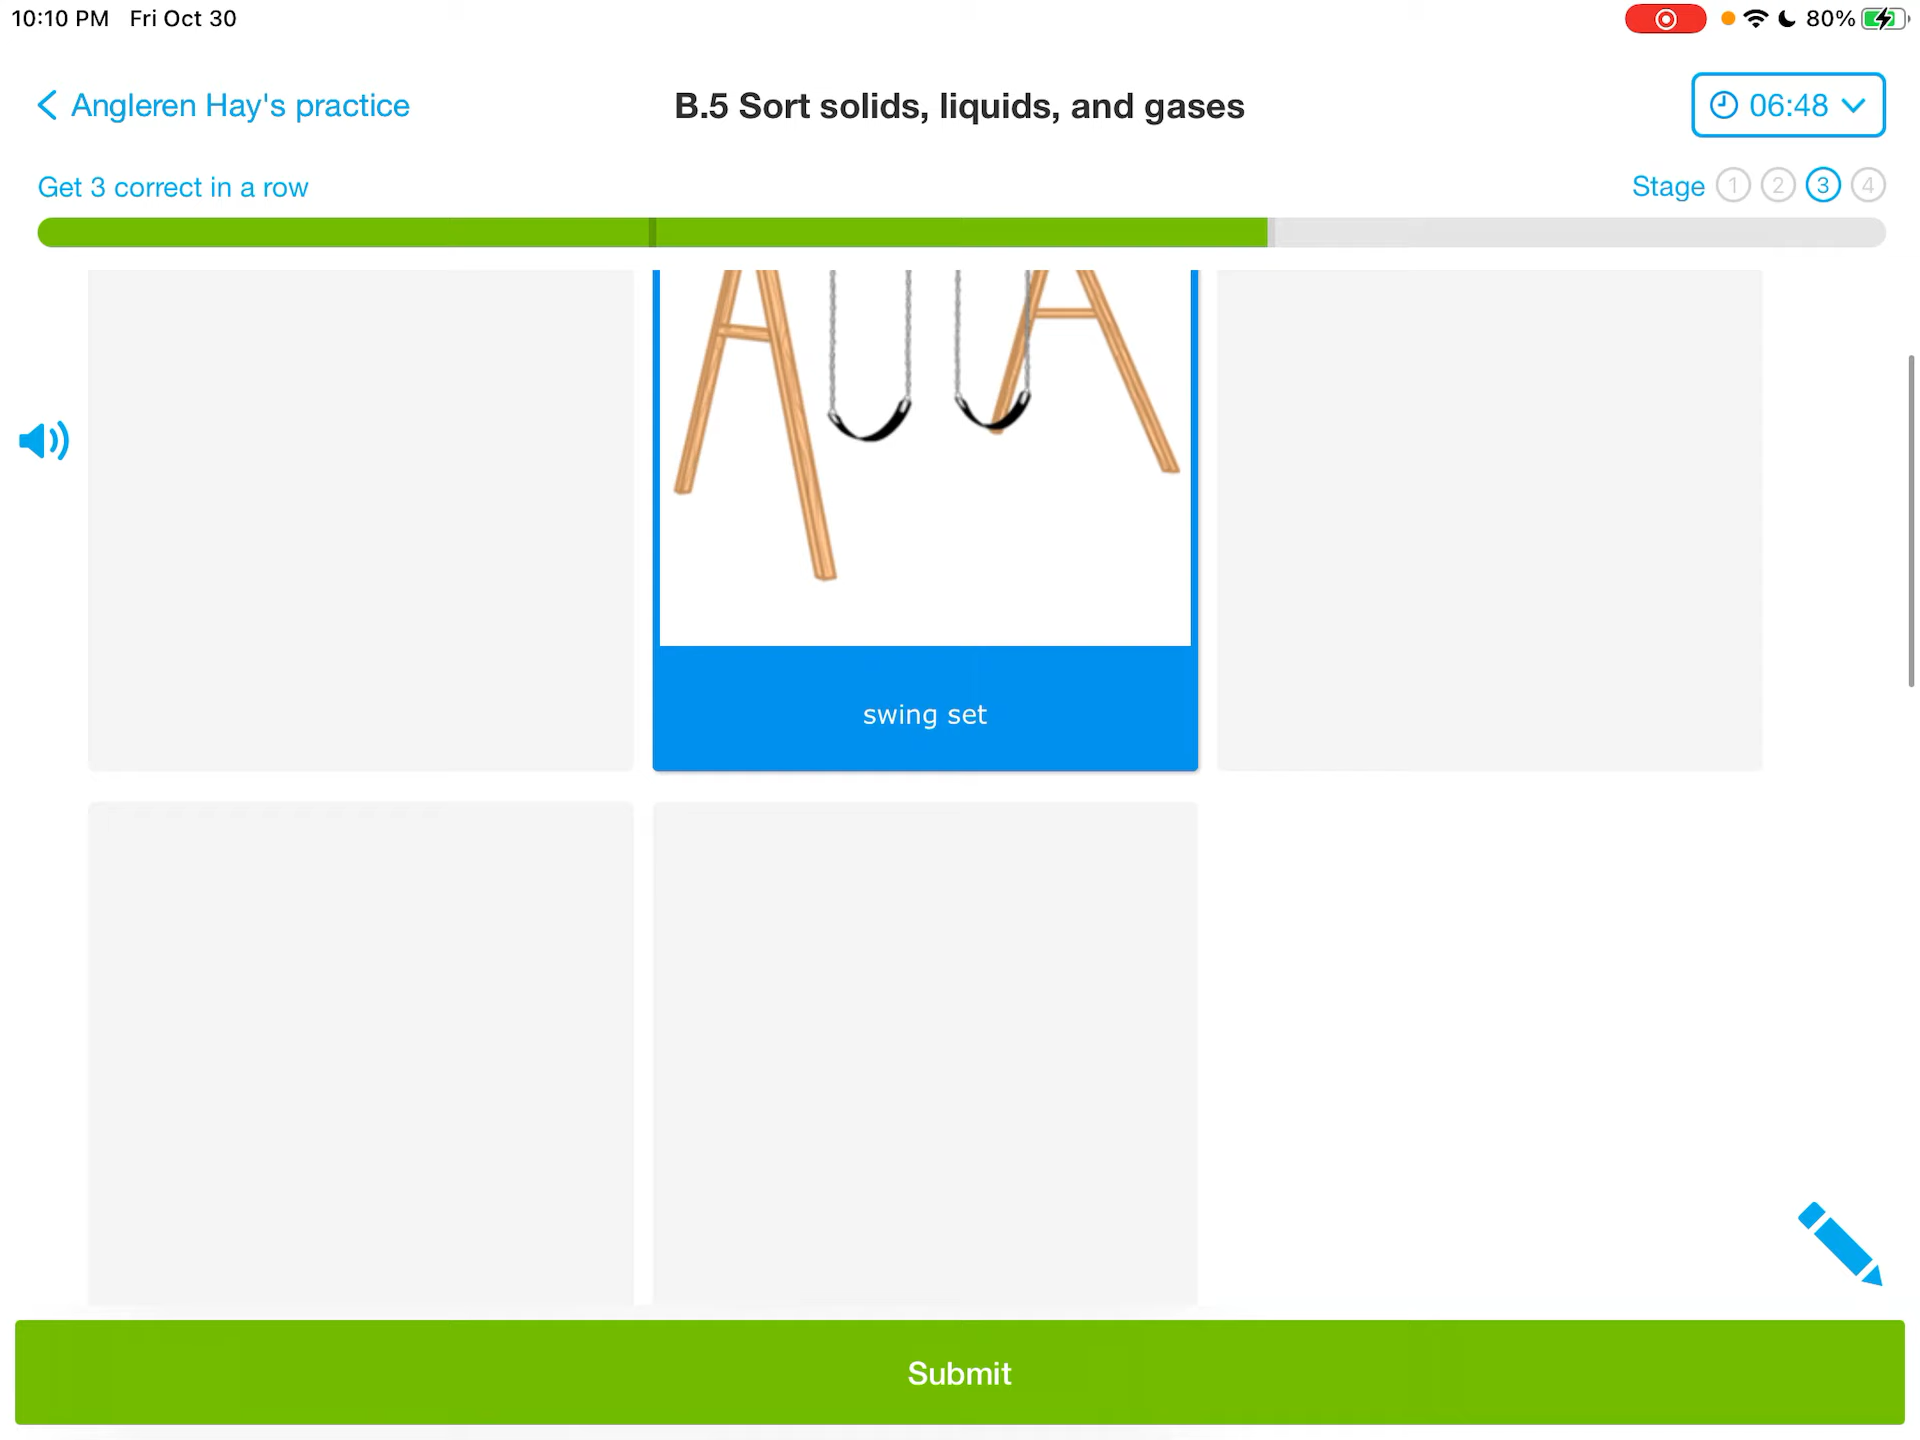 10:10 PM Fri Oct 30
80%
Angleren Hay's practice
B.5 Sort solids, liquids, and gases
06:48
Get 3 correct in a row
Stage 1 2 3 4
swing set
Submit